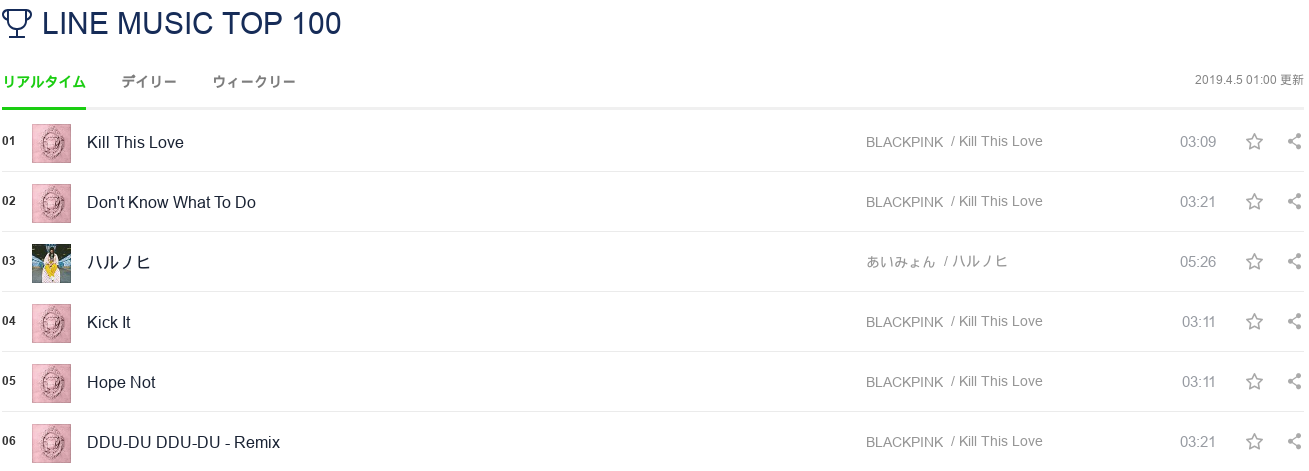 LINE MUSIC TOP 100
リアルタイム デイリー ウィークリー 2019.4.5 01:00 更新
01 Kill This Love BLACKPINK / Kill This Love 03:09
02 Don't Know What To Do BLACKPINK / Kill This Love 03:21
03 ハルノヒ あいみょん / ハルノヒ 05:26
04 Kick It BLACKPINK / Kill This Love 03:11
05 Hope Not BLACKPINK / Kill This Love 03:11
06 DDU-DU DDU-DU - Remix BLACKPINK / Kill This Love 03:21